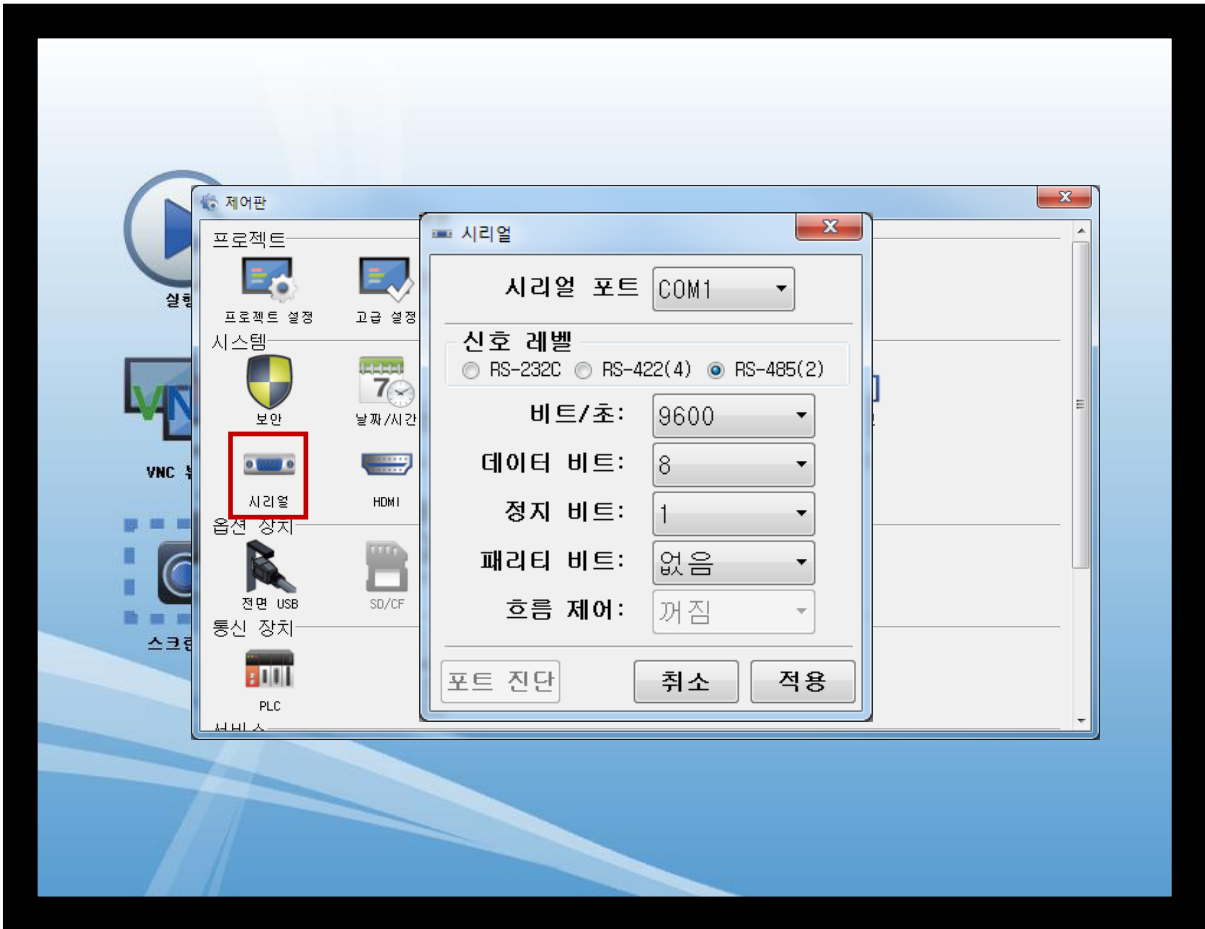 제어판
프로젝트
프로젝트 설정
고급 설정
시스템
보안
날짜/시간
시리얼
HDMI
옵션 장치
전면 USB
SD/CF
통신 장치
PLC
시리얼
시리얼 포트 COM1
신호 레벨
RS-232C RS-422(4) RS-485(2)
비트/초: 9600
데이터 비트: 8
정지 비트: 1
패리티 비트: 없음
흐름 제어: 꺼짐
포트 진단 취소 적용
VNC
7